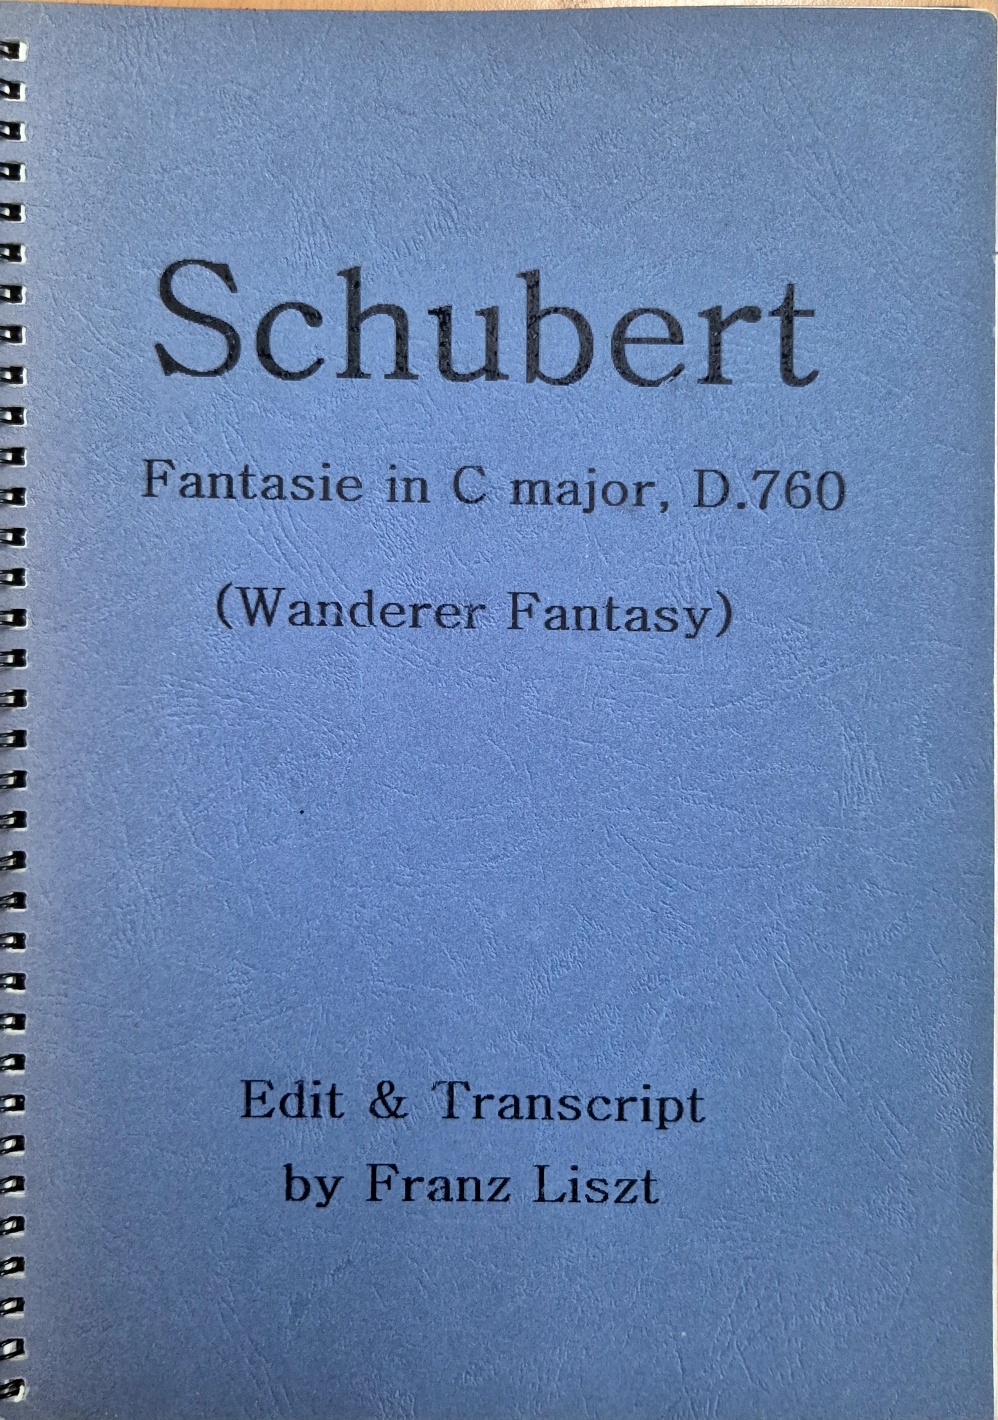 Schubert
Fantasie in C major, D.760
(Wanderer Fantasy)
Edit & Transcript
by Franz Liszt